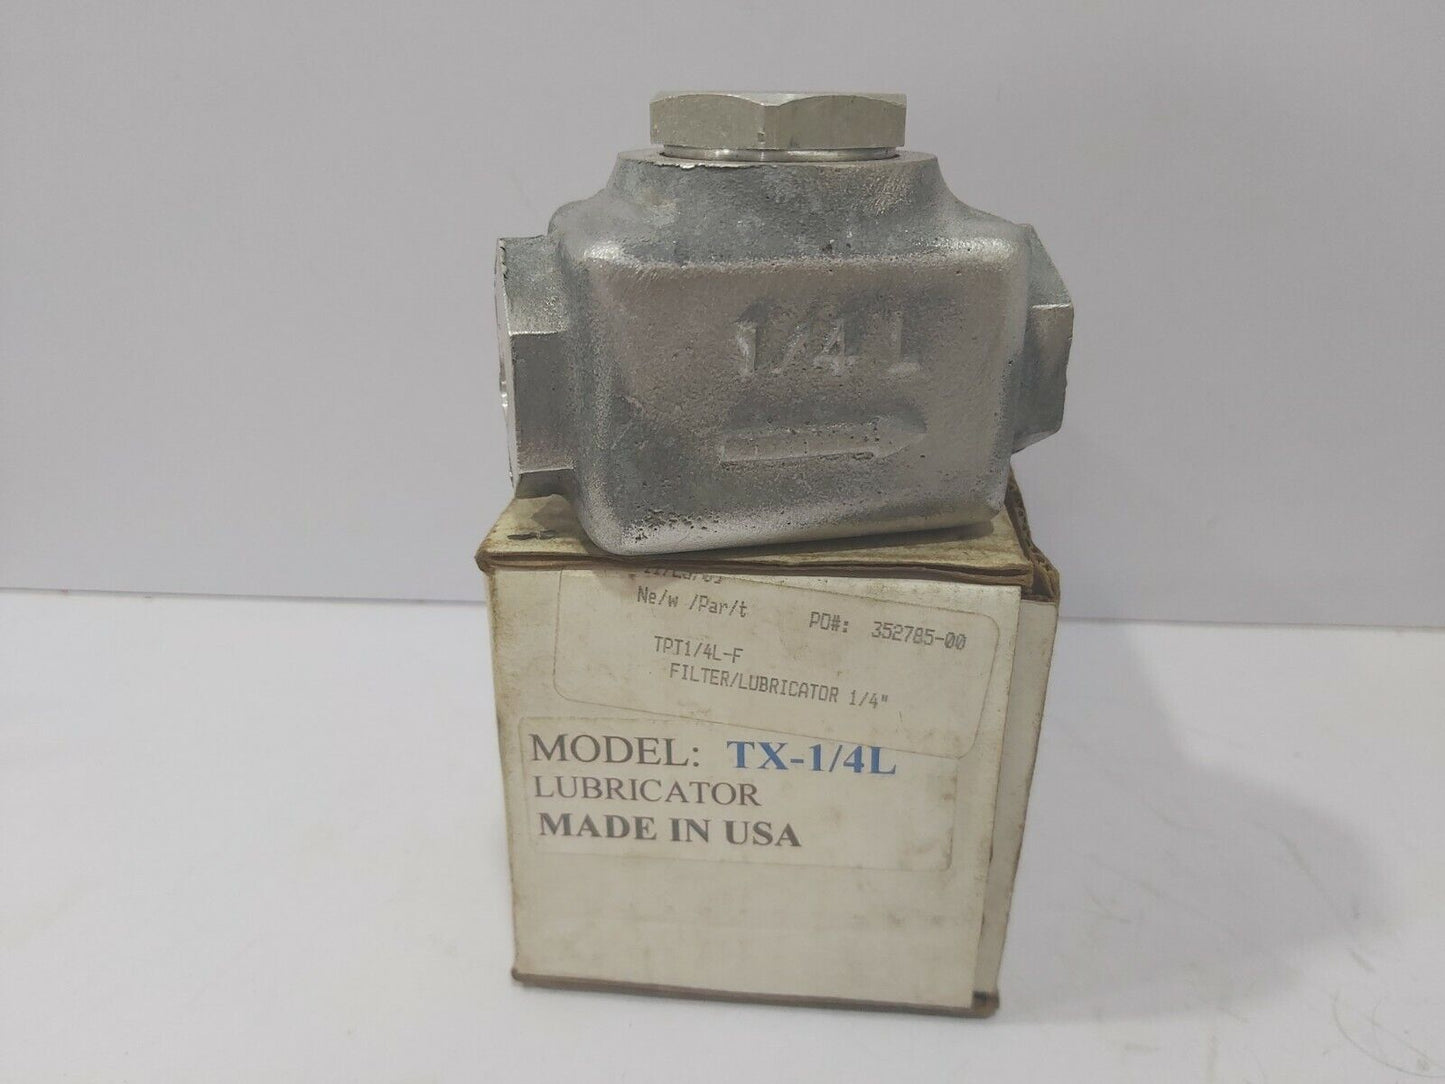 1/4 L
Ne/w /Par/t PO#: 352785-00
TPT1/4L-F
FILTER/LUBRICATOR 1/4"
MODEL: TX-1/4L
LUBRICATOR
MADE IN USA